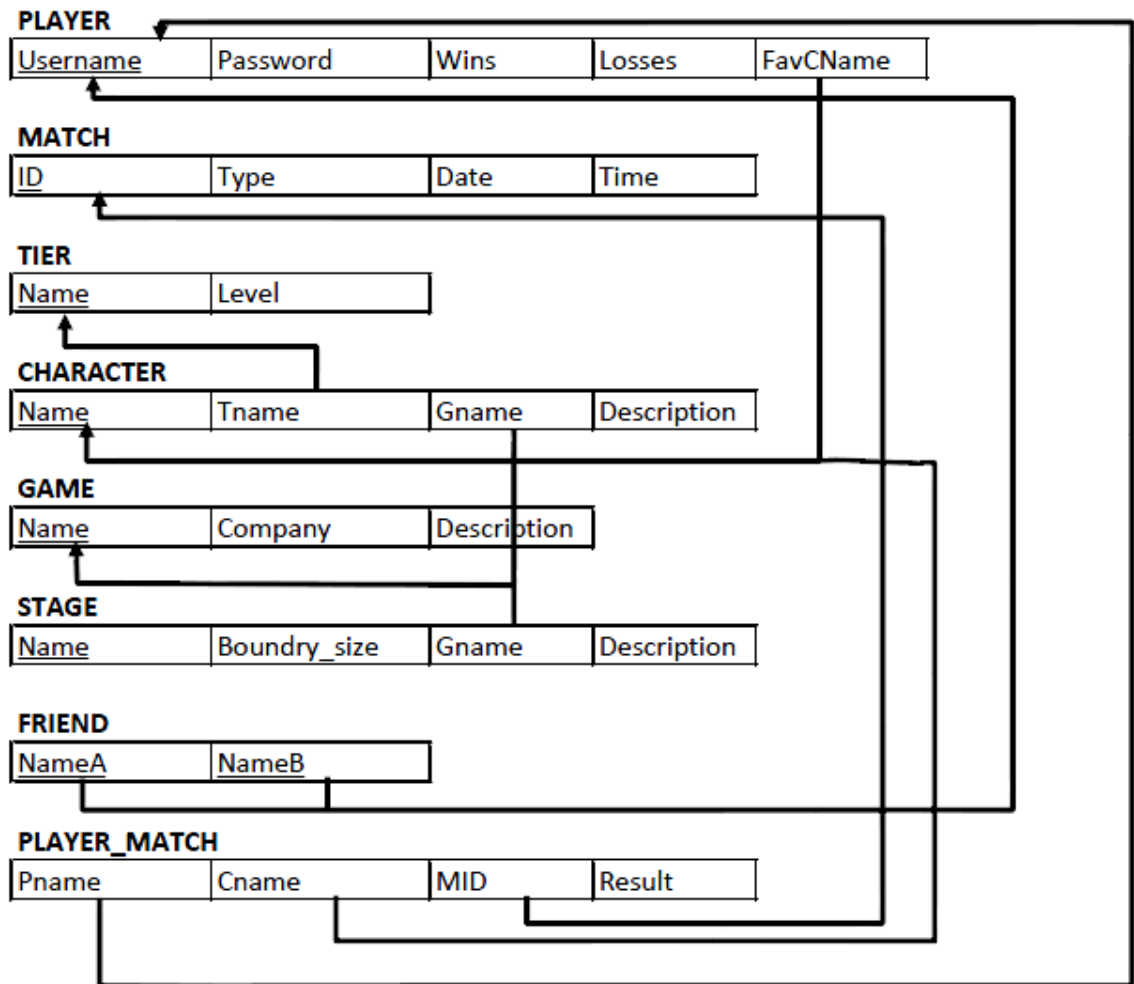 PLAYER
Username Password Wins Losses FavCName
MATCH
ID Type Date Time
TIER
Name Level
CHARACTER
Name Tname Gname Description
GAME
Name Company Description
STAGE
Name Boundry_size Gname Description
FRIEND
NameA NameB
PLAYER_MATCH
Pname Cname MID Result